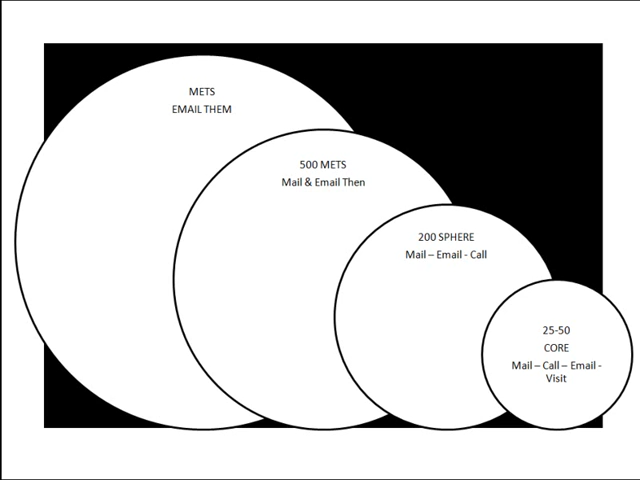 METS
EMAIL THEM
500 METS
Mail & Email Then
200 SPHERE
Mail – Email - Call
25-50
CORE
Mail – Call – Email -
Visit